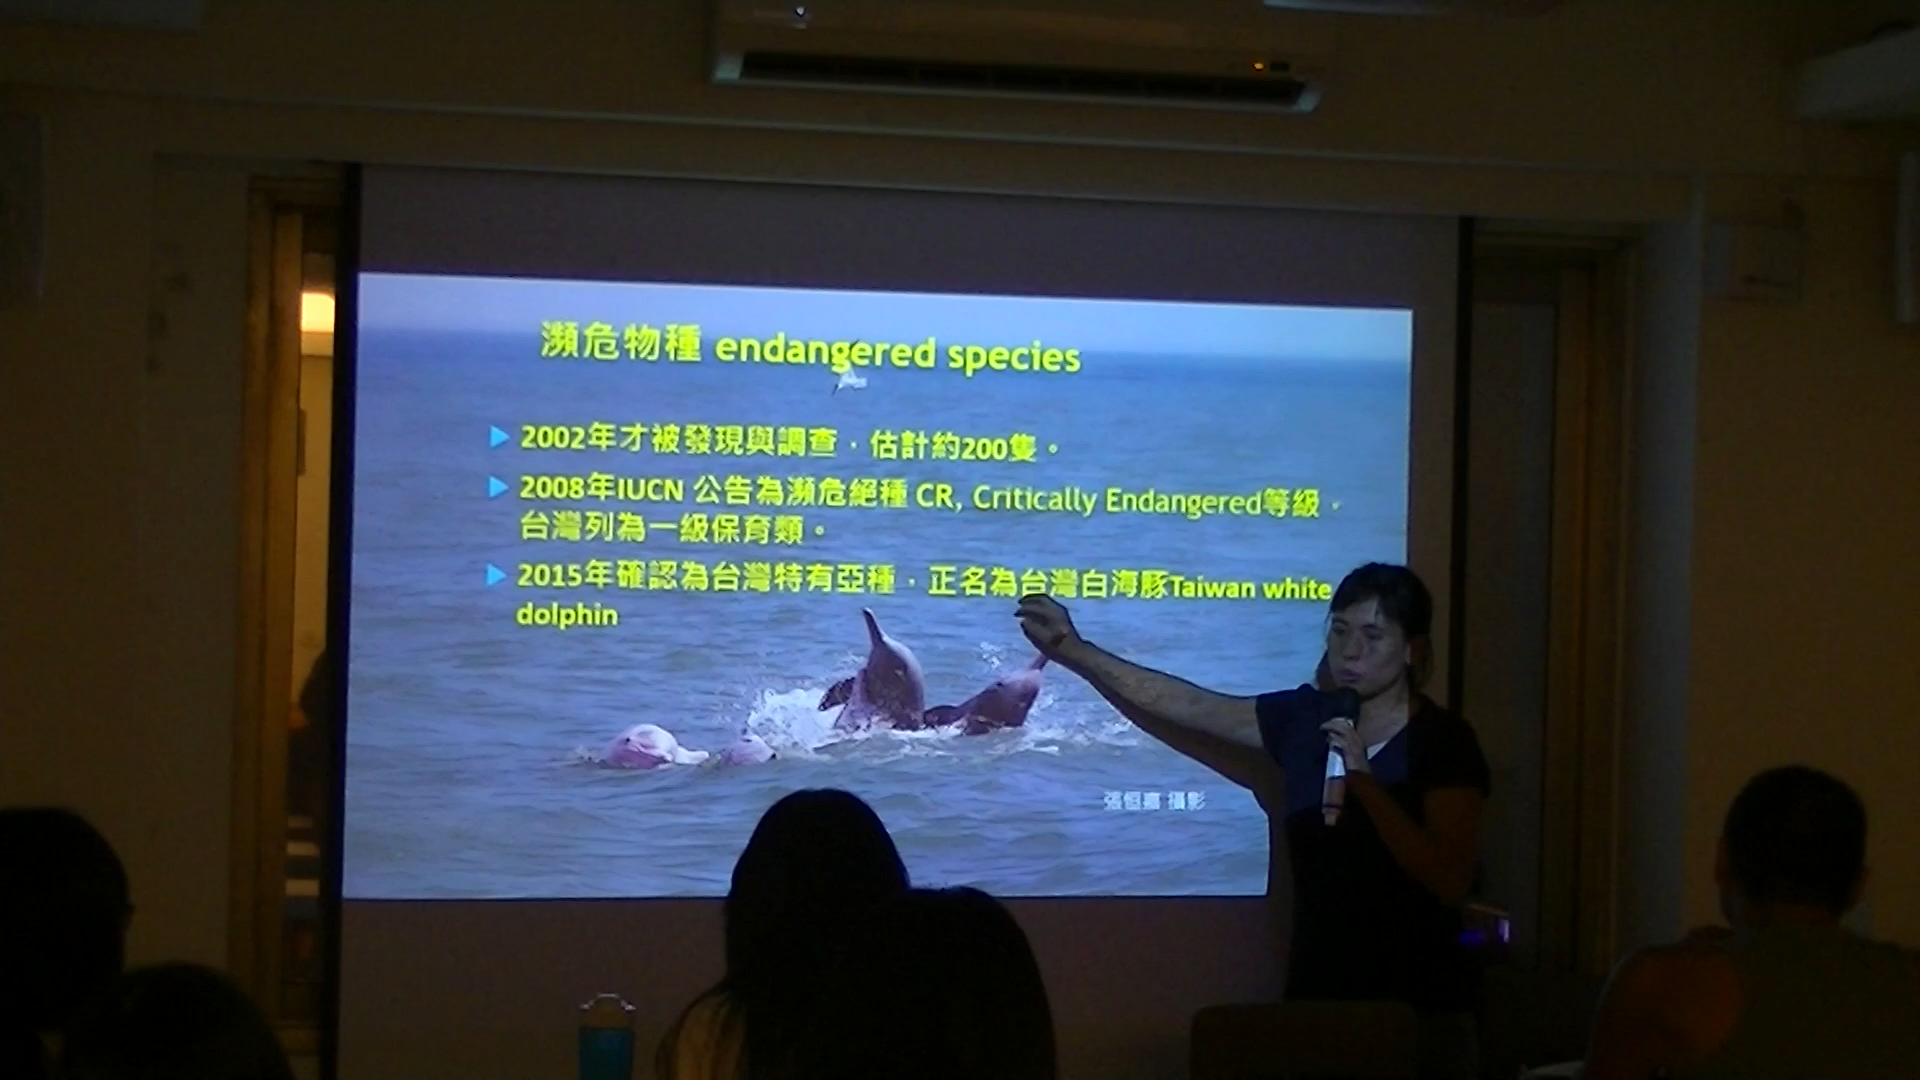 瀕危物種 endangered species
2002年才被發現與調查，估計約200隻。
2008年IUCN 公告為瀕危絕種 CR, Critically Endangered等級，
台灣列為一級保育類。
2015年確認為台灣特有亞種，正名為台灣白海豚Taiwan white
dolphin
張恒嘉 攝影